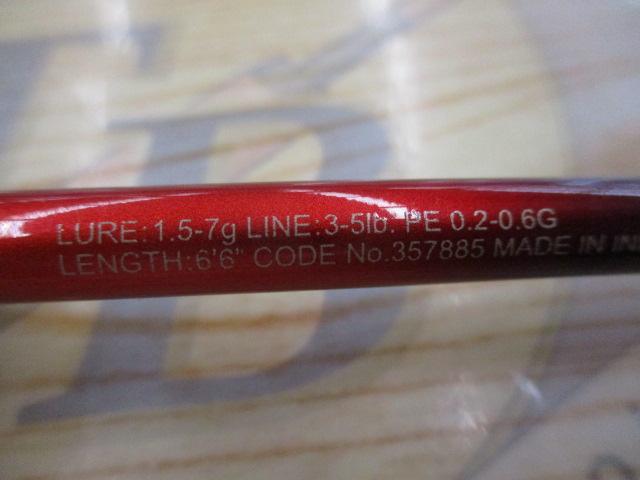 LURE: 1.5-7g LINE:3-5lb. PE 0.2-0.6G
LENGTH:6'6" CODE No.357885 MADE IN